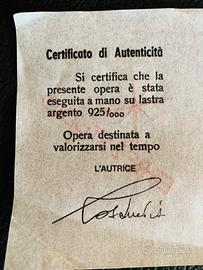 Certificato di Autenticità
Si certifica che la
presente opera è stata
eseguita a mano su lastra
argento 925/000
Opera destinata a
valorizzarsi nel tempo
L'AUTRICE